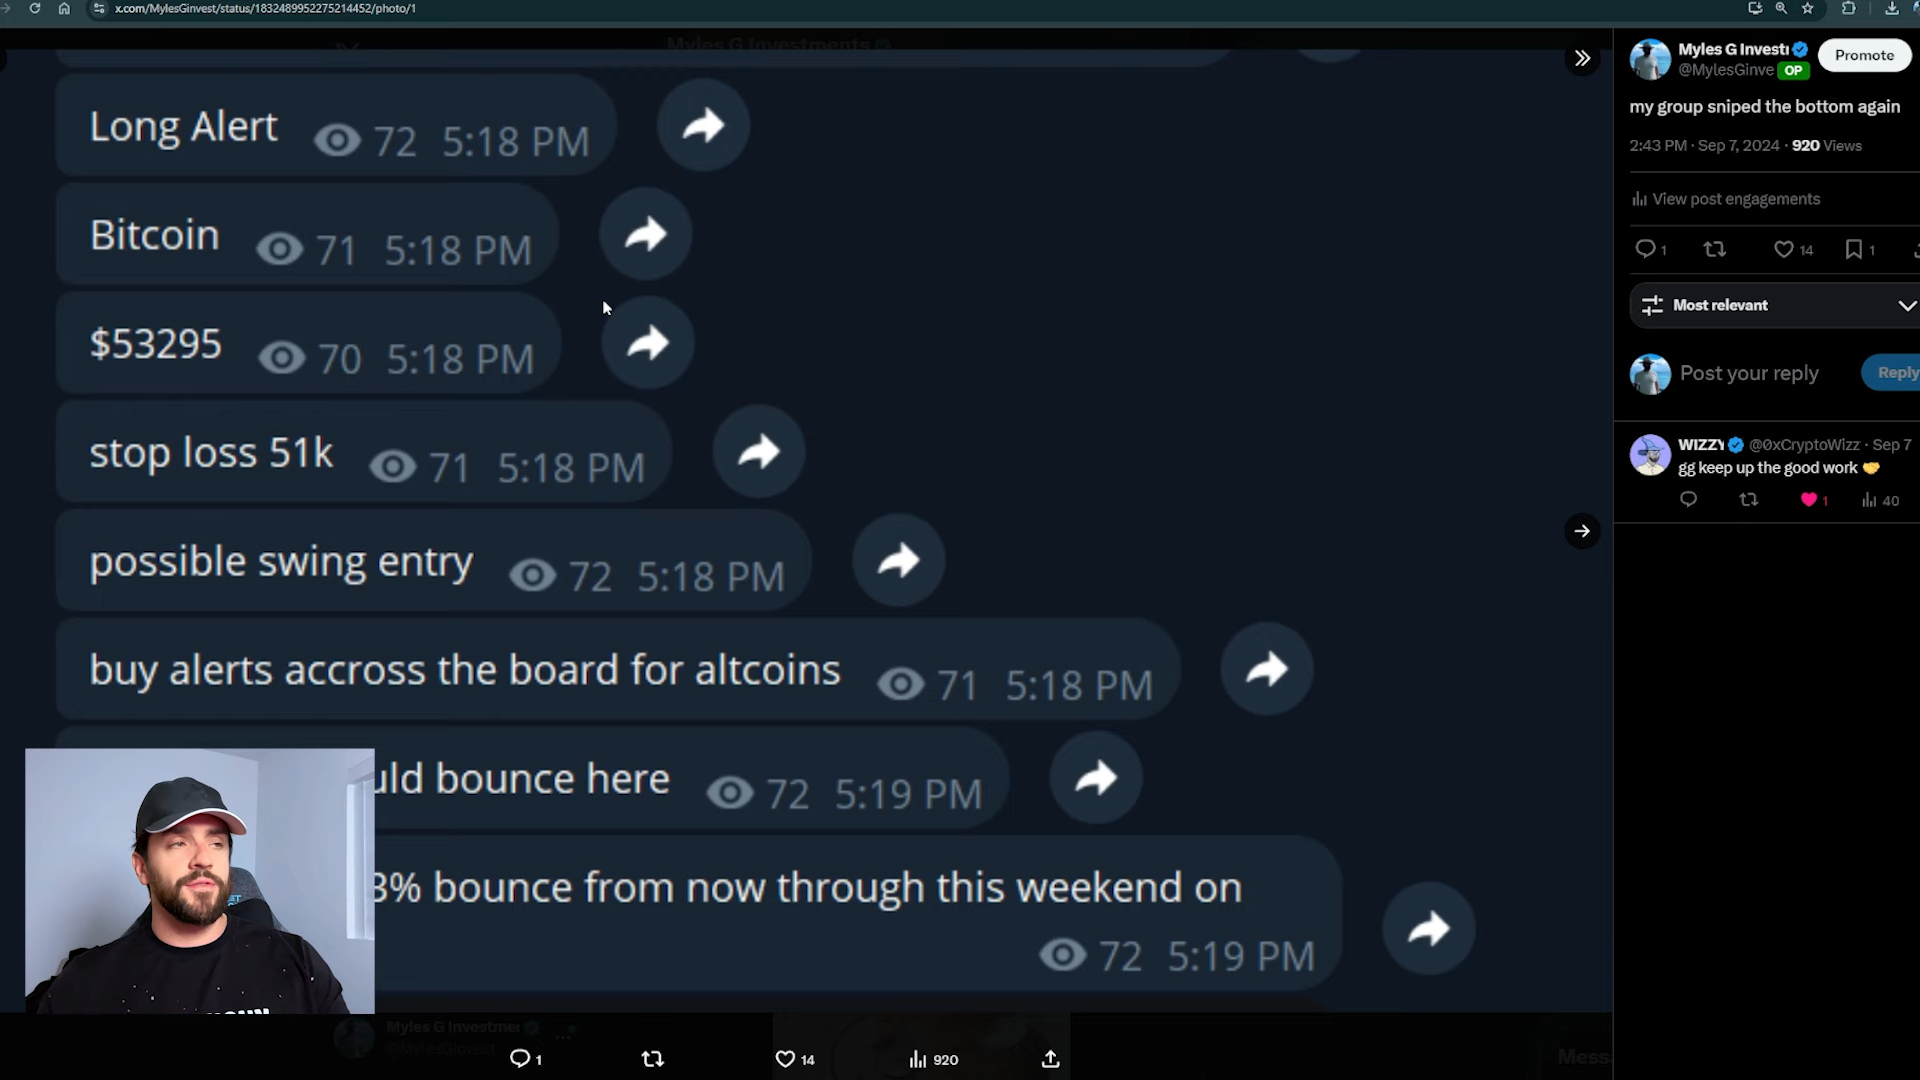 x.com/MylesGinvest/status/1832489952275214452/photo/1
Myles G Investments
Long Alert 72 5:18 PM
Bitcoin 71 5:18 PM
$53295 70 5:18 PM
stop loss 51k 71 5:18 PM
possible swing entry 72 5:18 PM
buy alerts accross the board for altcoins 71 5:18 PM
uld bounce here 72 5:19 PM
3% bounce from now through this weekend on
72 5:19 PM
Myles G Investmen
@MylesGinvest
1 14 920
Myles G Investr
@MylesGinve OP
Promote
my group sniped the bottom again
2:43 PM · Sep 7, 2024 · 920 Views
View post engagements
1 14 1
Most relevant
Post your reply
Reply
WIZZY @0xCryptoWizz · Sep 7
gg keep up the good work
1 40
Messa